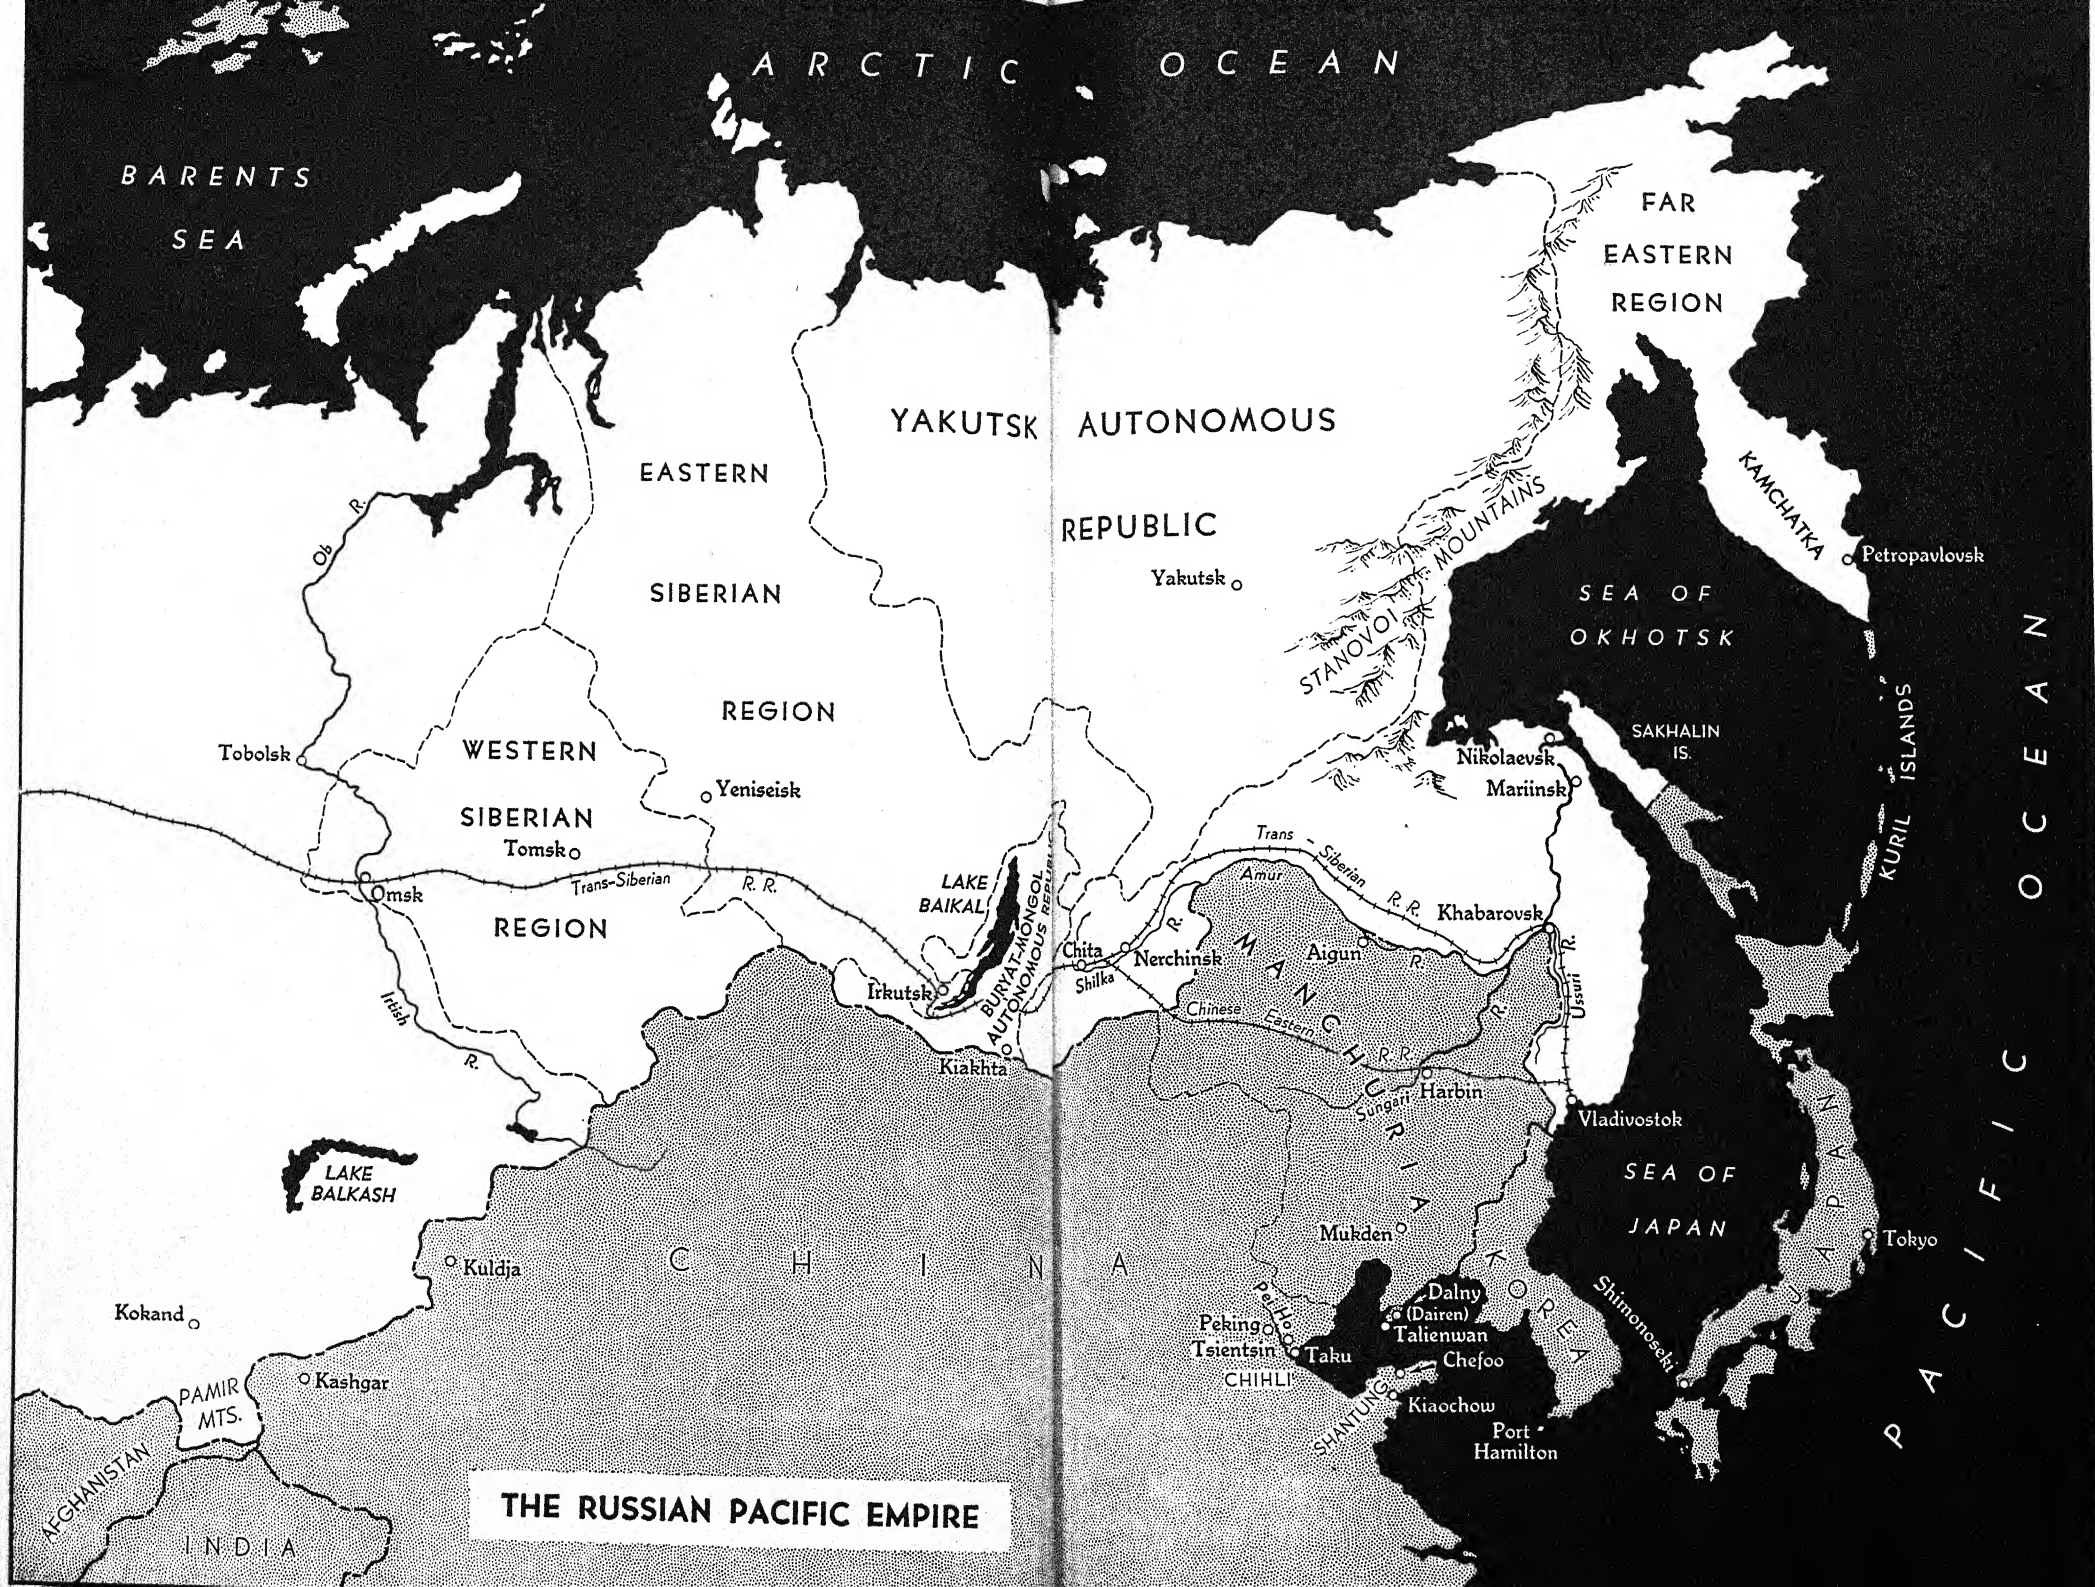 ARCTIC OCEAN
BARENTS
SEA
FAR
EASTERN
REGION
YAKUTSK AUTONOMOUS
REPUBLIC
Yakutsk
EASTERN
SIBERIAN
REGION
Ob R.
KAMCHATKA
Petropavlovsk
STANOVOI MOUNTAINS
SEA OF
OKHOTSK
KURIL ISLANDS
PACIFIC OCEAN
SAKHALIN
IS.
Nikolaevsk
Mariinsk
Tobolsk
WESTERN
SIBERIAN
REGION
Tomsk
Yeniseisk
Omsk
Trans-Siberian R. R.
Irtish R.
LAKE
BAIKAL
BURYAT-MONGOL
AUTONOMOUS REPUBLIC
Irkutsk
Kiakhta
Chita
Shilka R.
Nerchinsk
Trans-Siberian R. R.
Amur R.
Khabarovsk
Ussuri R.
Aigun
MANCHURIA
Chinese Eastern R. R.
Sungari R.
Harbin
Vladivostok
LAKE
BALKASH
Kuldja
Kokand
Kashgar
PAMIR
MTS.
AFGHANISTAN
INDIA
CHINA
Mukden
Pei Ho
Peking
Tsientsin
Taku
CHIHLI
Dalny
(Dairen)
Talienwan
Chefoo
SHANTUNG
Kiaochow
Port
Hamilton
KOREA
SEA OF
JAPAN
Shimonoseki
JAPAN
Tokyo
THE RUSSIAN PACIFIC EMPIRE